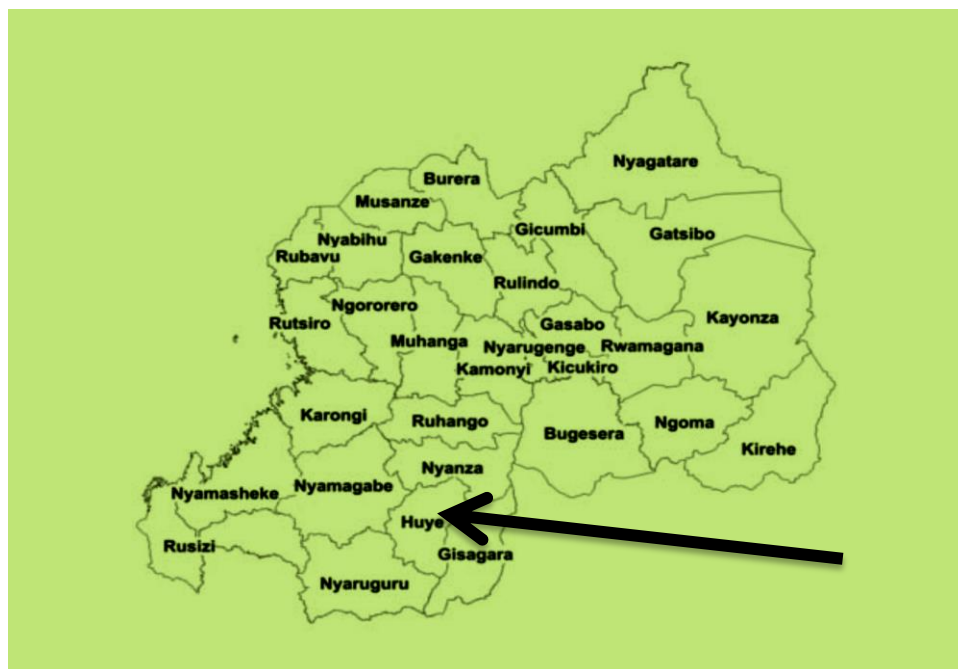 Nyagatare
Burera
Musanze
Gicumbi
Gatsibo
Nyabihu
Rubavu
Gakenke
Rulindo
Ngororero
Kayonza
Rutsiro
Gasabo
Muhanga
Nyarugenge
Rwamagana
Kamonyi
Kicukiro
Karongi
Ruhango
Ngoma
Bugesera
Kirehe
Nyanza
Nyamagabe
Nyamasheke
Huye
Rusizi
Gisagara
Nyaruguru